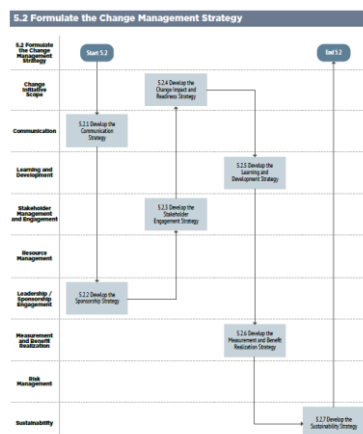 5.2 Formulate the Change Management Strategy
5.2 Formulate
the Change
Management
Strategy
Start 5.2
End 5.2
Change
Initiative
Scope
5.2.4 Develop the
Change Impact and
Readiness Strategy
Communication
5.2.1 Develop the
Communication
Strategy
Learning and
Development
5.2.5 Develop the
Learning and
Development Strategy
Stakeholder
Management
and Engagement
5.2.3 Develop the
Stakeholder
Engagement Strategy
Resource
Management
Leadership /
Sponsorship
Engagement
5.2.2 Develop the
Sponsorship Strategy
Measurement
and Benefit
Realization
5.2.6 Develop the
Measurement and Benefit
Realization Strategy
Risk
Management
Sustainability
5.2.7 Develop the
Sustainability Strategy